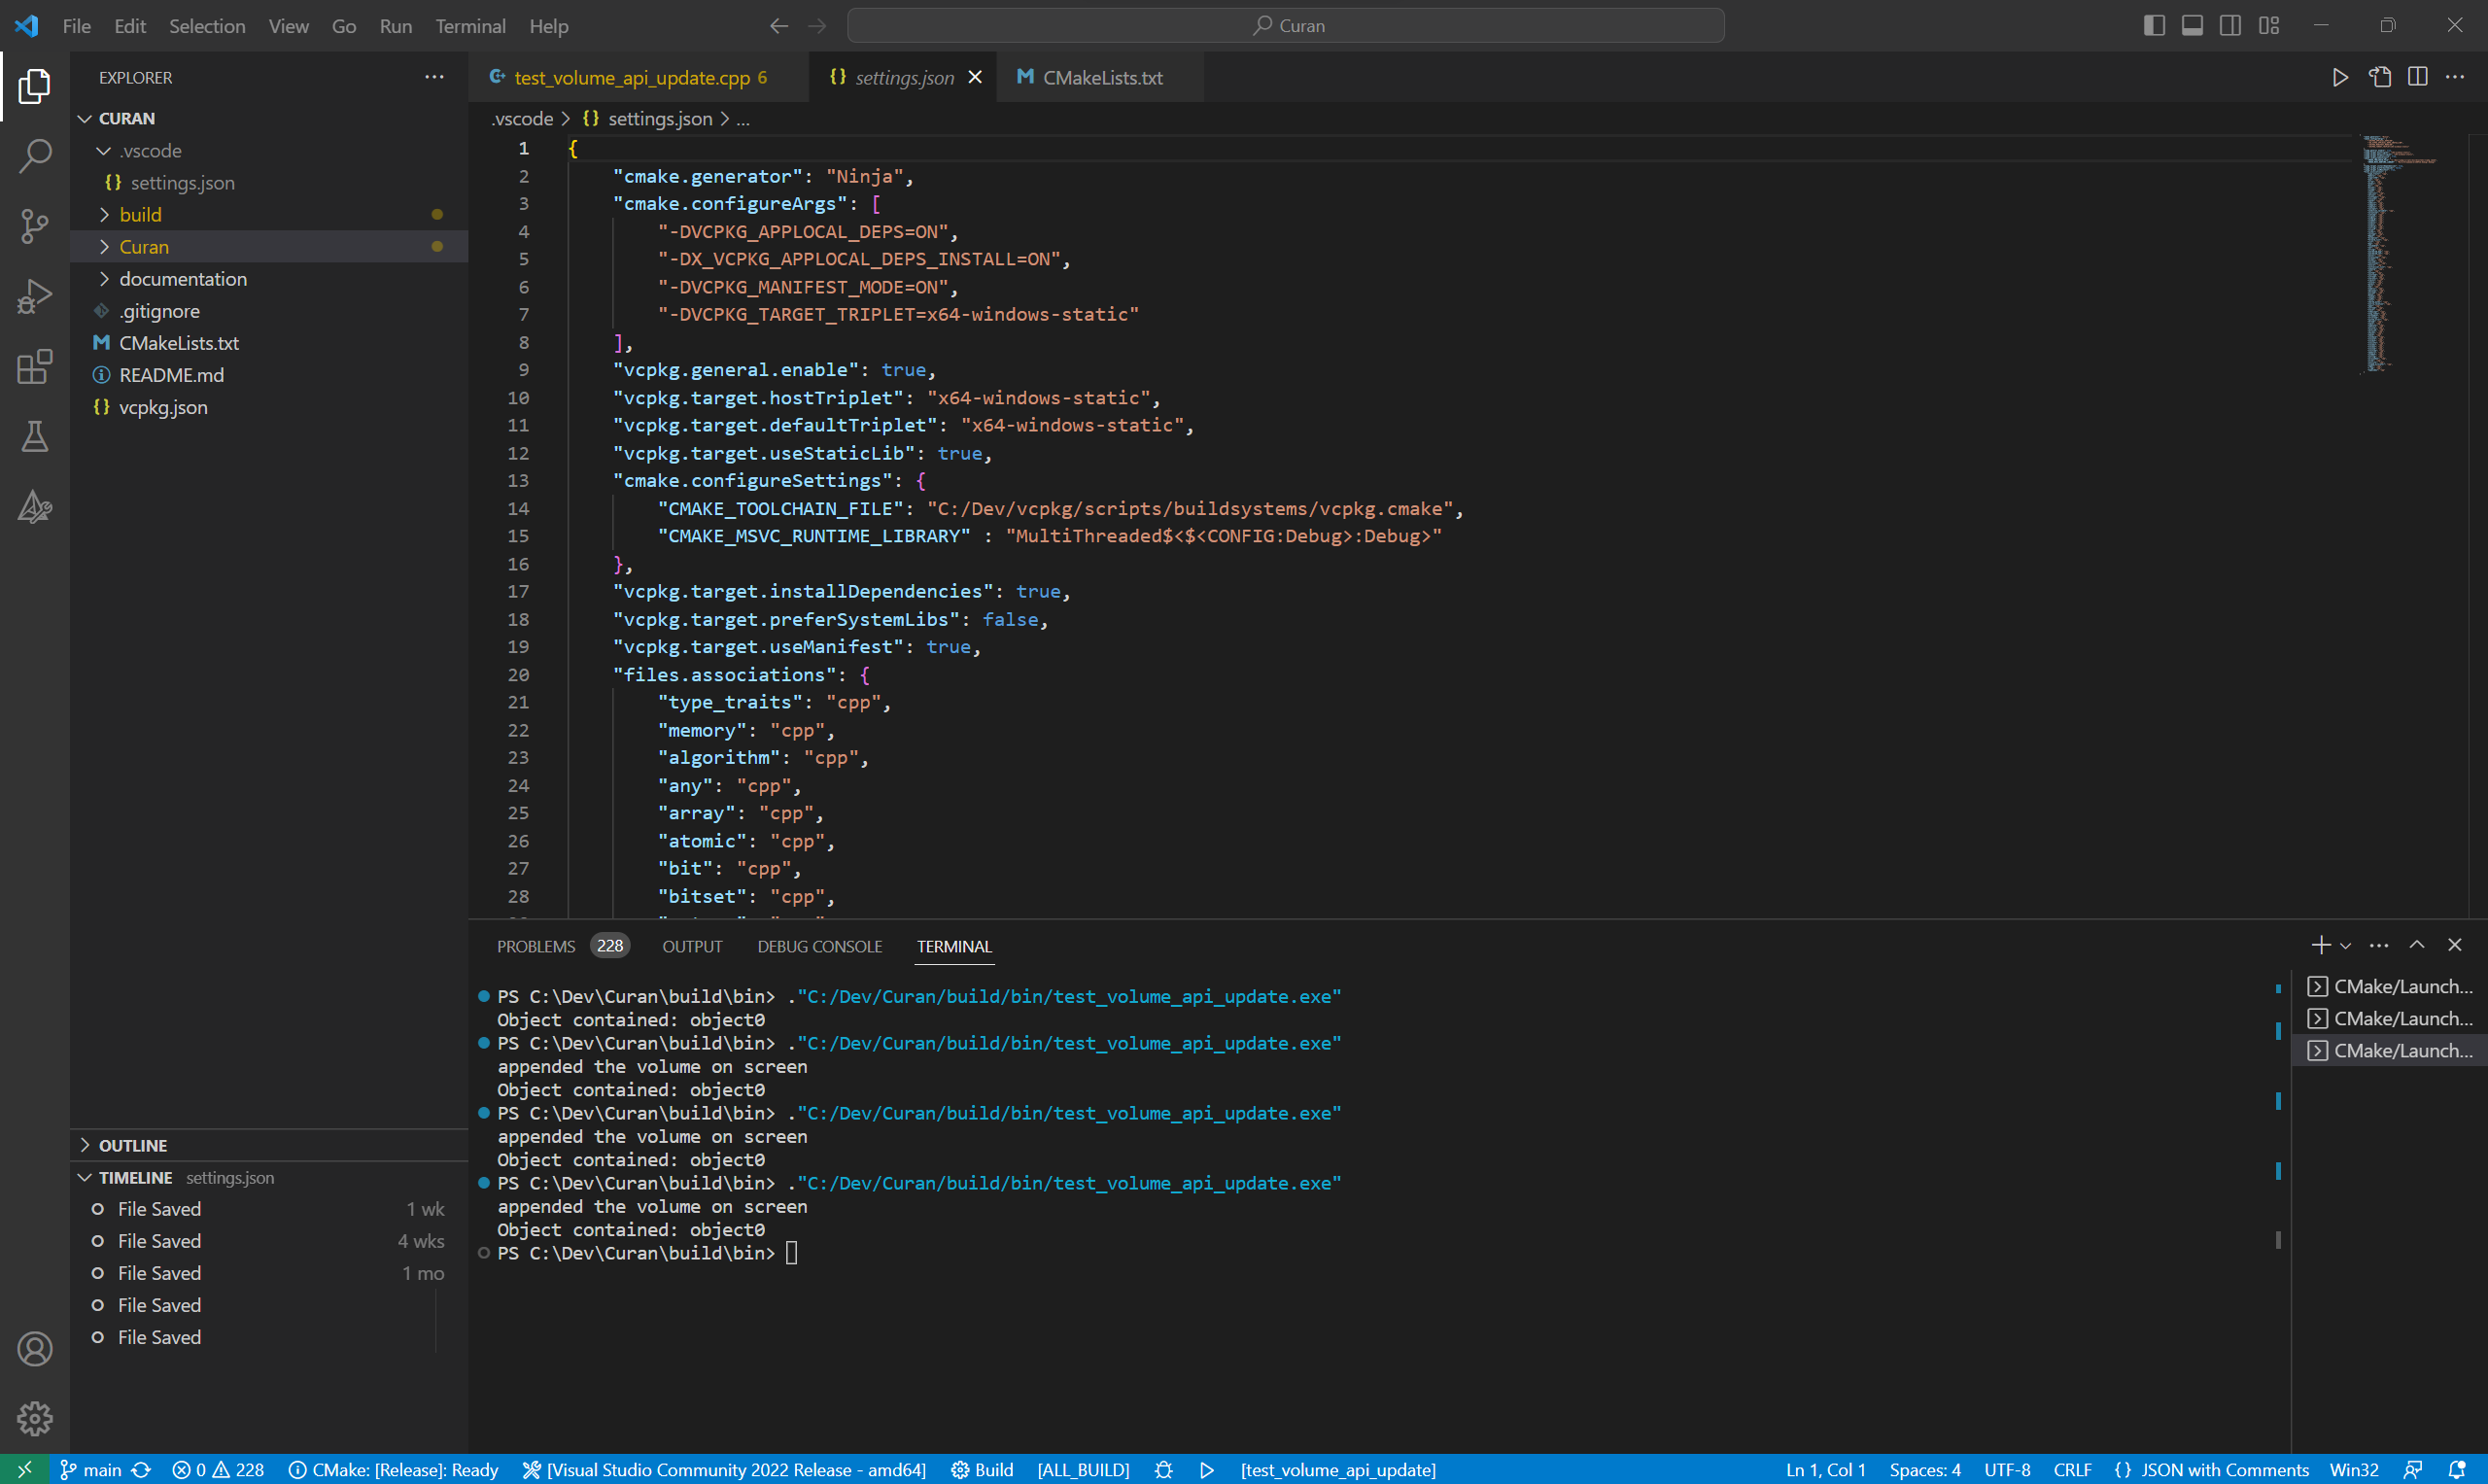 File Edit Selection View Go Run Terminal Help
Curan
EXPLORER
CURAN
.vscode
{} settings.json
build
Curan
documentation
.gitignore
CMakeLists.txt
README.md
{} vcpkg.json
OUTLINE
TIMELINE settings.json
File Saved 1 wk
File Saved 4 wks
File Saved 1 mo
File Saved
File Saved
test_volume_api_update.cpp 6
{} settings.json
CMakeLists.txt
.vscode > {} settings.json > ...
1 {
2 "cmake.generator": "Ninja",
3 "cmake.configureArgs": [
4 "-DVCPKG_APPLOCAL_DEPS=ON",
5 "-DX_VCPKG_APPLOCAL_DEPS_INSTALL=ON",
6 "-DVCPKG_MANIFEST_MODE=ON",
7 "-DVCPKG_TARGET_TRIPLET=x64-windows-static"
8 ],
9 "vcpkg.general.enable": true,
10 "vcpkg.target.hostTriplet": "x64-windows-static",
11 "vcpkg.target.defaultTriplet": "x64-windows-static",
12 "vcpkg.target.useStaticLib": true,
13 "cmake.configureSettings": {
14 "CMAKE_TOOLCHAIN_FILE": "C:/Dev/vcpkg/scripts/buildsystems/vcpkg.cmake",
15 "CMAKE_MSVC_RUNTIME_LIBRARY" : "MultiThreaded$<$<CONFIG:Debug>:Debug>"
16 },
17 "vcpkg.target.installDependencies": true,
18 "vcpkg.target.preferSystemLibs": false,
19 "vcpkg.target.useManifest": true,
20 "files.associations": {
21 "type_traits": "cpp",
22 "memory": "cpp",
23 "algorithm": "cpp",
24 "any": "cpp",
25 "array": "cpp",
26 "atomic": "cpp",
27 "bit": "cpp",
28 "bitset": "cpp",
PROBLEMS 228 OUTPUT DEBUG CONSOLE TERMINAL
PS C:\Dev\Curan\build\bin> ."C:/Dev/Curan/build/bin/test_volume_api_update.exe"
Object contained: object0
PS C:\Dev\Curan\build\bin> ."C:/Dev/Curan/build/bin/test_volume_api_update.exe"
appended the volume on screen
Object contained: object0
PS C:\Dev\Curan\build\bin> ."C:/Dev/Curan/build/bin/test_volume_api_update.exe"
appended the volume on screen
Object contained: object0
PS C:\Dev\Curan\build\bin> ."C:/Dev/Curan/build/bin/test_volume_api_update.exe"
appended the volume on screen
Object contained: object0
PS C:\Dev\Curan\build\bin>
CMake/Launch...
CMake/Launch...
CMake/Launch...
main 0 228 CMake: [Release]: Ready [Visual Studio Community 2022 Release - amd64] Build [ALL_BUILD] [test_volume_api_update] Ln 1, Col 1 Spaces: 4 UTF-8 CRLF {} JSON with Comments Win32